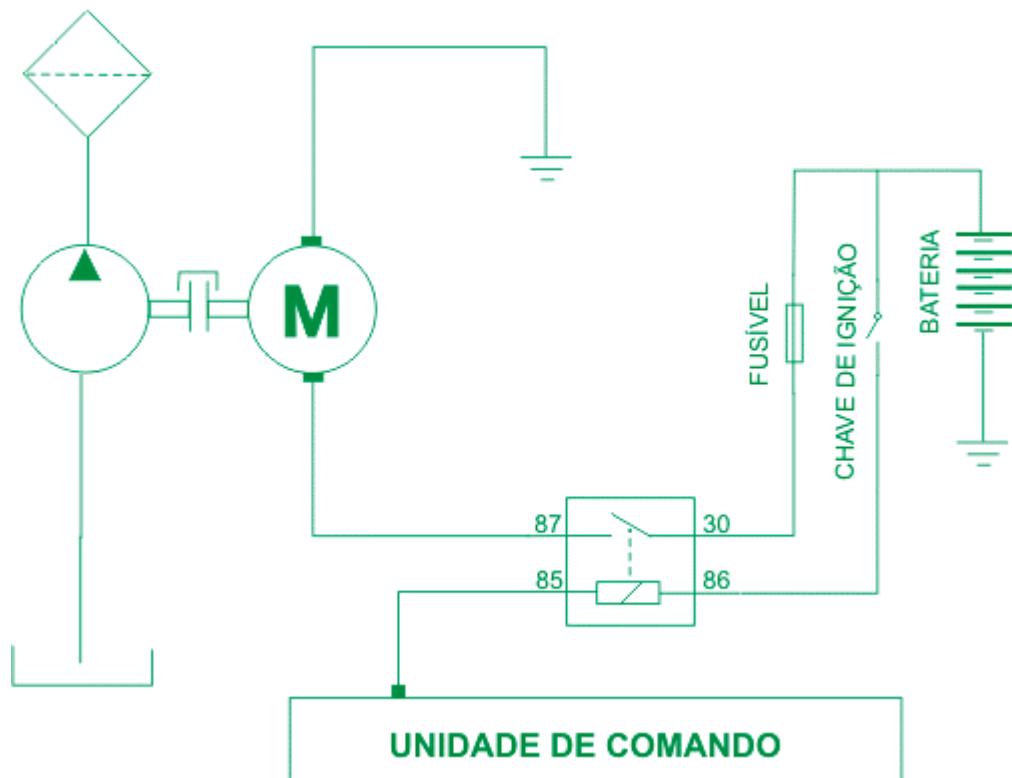 M
FUSÍVEL
CHAVE DE IGNIÇÃO
BATERIA
87
30
85
86
UNIDADE DE COMANDO